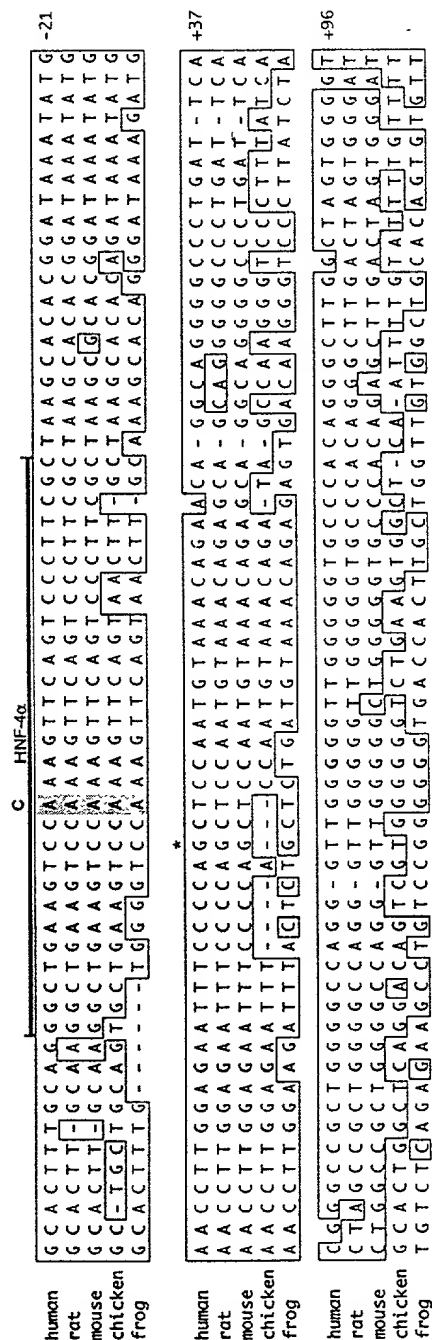 C
HNF-4α
human G C A C T T T G C A G G G C T G A A G T C C A A A G T T C A G T C C C T T C G C T A A G C A C A C G G A T A A A T A T G -21
rat G C A C T T - G C A A G G C T G A A G T C C A A A G T T C A G T C C C T T C G C T A A G C A C A C G G A T A A A T A T G
mouse G C A C T T - G C A A G G C T G A A G T C C A A A G T T C A G T C C C T T C G C T A A G C G C A C G G A T A A A T A T G
chicken G C - T G C T G C A G T G C T G A A G T C C A A A G T T C A G T A A C T T - G C T A A G C A C A C A G A T A A A T A T G
frog G C A C T T T G - - - - - T G G G T C C A A A G T T C A G T A A C T T - G C A A A G C A C A G G G A T A A A G A T G
*
human A A C C T T G G A G A A T T T C C C C A G C T C C A A T G T A A A C A G A A C A - G G C A G G G G C C C T G A T - T C A +37
rat A A C C T T G G A G A A T T T C C C C A G C T C C A A T G T A A A C A G A G C A - G C A G G G G G C C C T G A T - T C A
mouse A A C C T T G G A G A A T T T C C C C A G C T C C A A T G T A A A C A G A G C A - G G C A G G G G C C C T G A T - T C A
chicken A A C C T T G G A G A A T T T - - - A - - - C C A A T G T A A A C A G A - T A - G C C A A G G G T C C C T T T A T C A
frog A A C C T T G G A A G A T T T A C T C T G C T C T G A T G T A A A C A G A G A G T G A C A C A G G G C C C T T A T C T A
human C G G G C C G C T G G G G G C C A G G - G T T G G G G G T T G G G G G T G C C C A C A G G G C T T G G C T A G T G G G G T +96
rat C T A G C C G C T G G G G G C C A G G - G T T G G G G G T T G G G G G T G C C C A C A G G G C T T G A C T A G T G G G A T
mouse C T G G C C G C T G G G G C C A A G G - T T G G G G G C T G G G G G T G C C C A C A G A G C T T G A C T A G T G G G A T
chicken G C A C T G G C T C A G G A C C T C G T G G G G G T C T G A A G T G G C T - C A - A T T T C T A T T T T G T G T T T
frog T G T C T C A G A G A A G C C T G T C C G G G G G T G A C C A C T T G C T G G T T G T G G C T G C A C A G T G T G T T